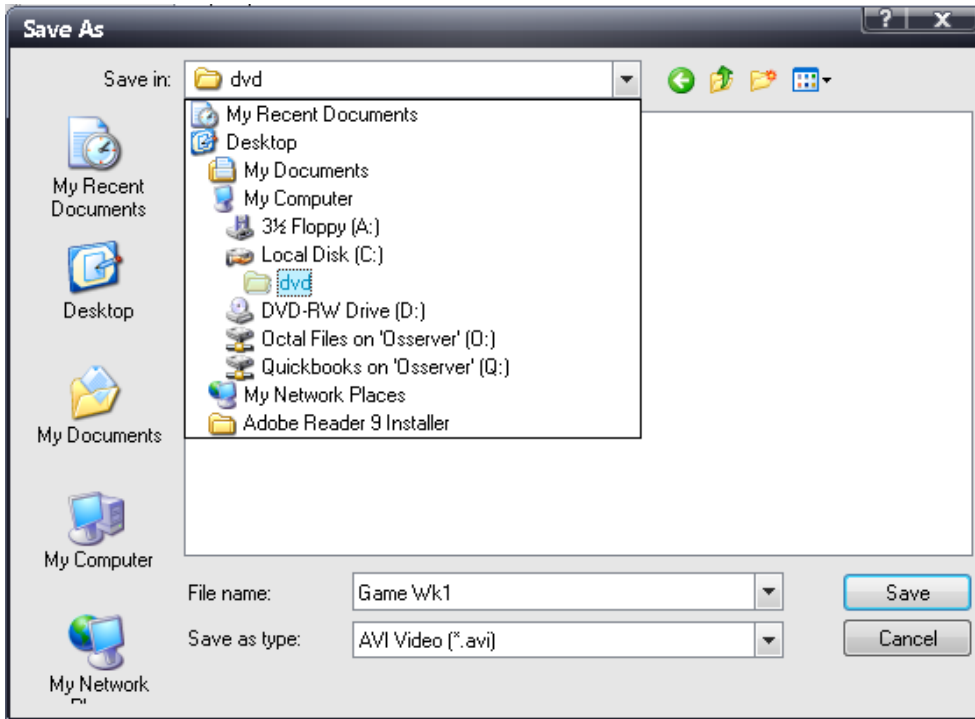 Save As
? x
Save in:
dvd
My Recent Documents
Desktop
My Documents
My Computer
3½ Floppy (A:)
Local Disk (C:)
dvd
DVD-RW Drive (D:)
Octal Files on 'Osserver' (O:)
Quickbooks on 'Osserver' (Q:)
My Network Places
Adobe Reader 9 Installer
My Recent
Documents
Desktop
My Documents
My Computer
My Network
File name:
Game Wk1
Save
Save as type:
AVI Video (*.avi)
Cancel